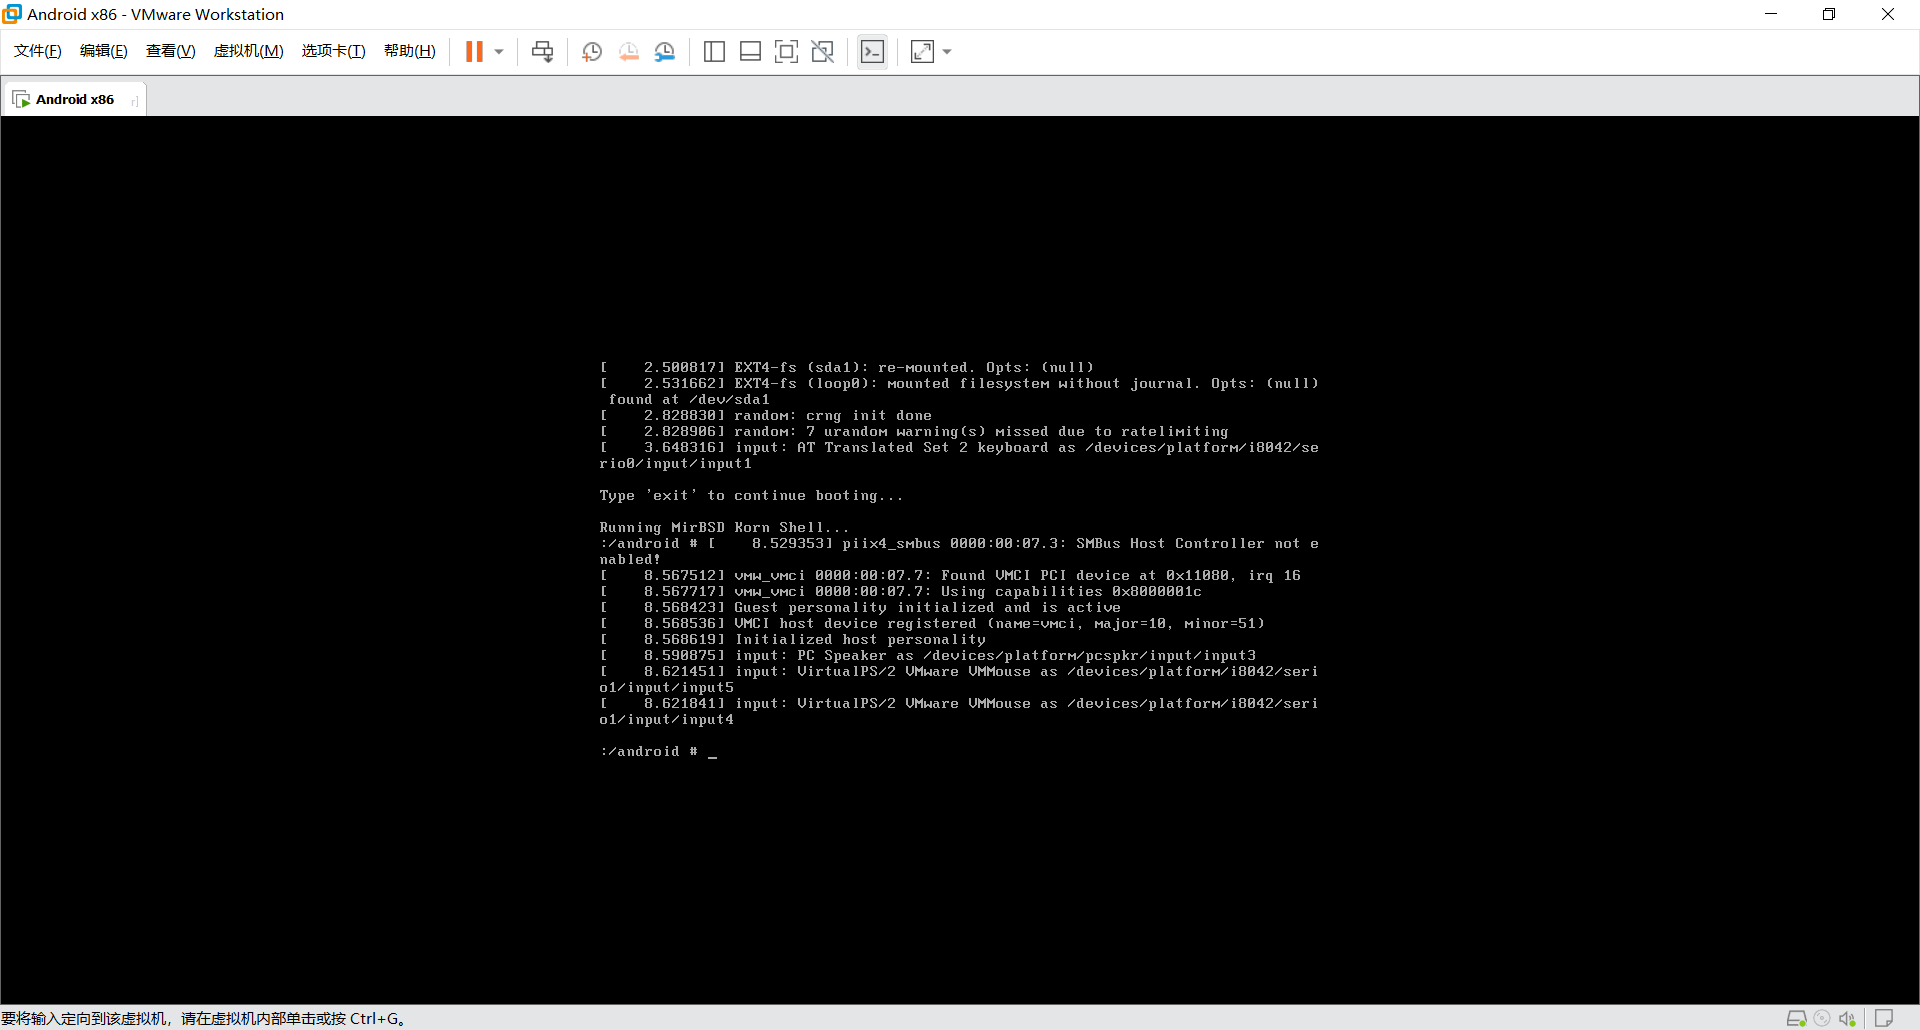 Android x86 - VMware Workstation
文件(F) 编辑(E) 查看(V) 虚拟机(M) 选项卡(T) 帮助(H)
Android x86
[    2.500817] EXT4-fs (sda1): re-mounted. Opts: (null)
[    2.531662] EXT4-fs (loop0): mounted filesystem without journal. Opts: (null)
 found at /dev/sda1
[    2.828830] random: crng init done
[    2.828906] random: 7 urandom warning(s) missed due to ratelimiting
[    3.648316] input: AT Translated Set 2 keyboard as /devices/platform/i8042/se
rio0/input/input1
Type 'exit' to continue booting...
Running MirBSD Korn Shell...
:/android # [    8.529353] piix4_smbus 0000:00:07.3: SMBus Host Controller not e
nabled!
[    8.567512] vmw_vmci 0000:00:07.7: Found VMCI PCI device at 0x11080, irq 16
[    8.567717] vmw_vmci 0000:00:07.7: Using capabilities 0x8000001c
[    8.568423] Guest personality initialized and is active
[    8.568536] VMCI host device registered (name=vmci, major=10, minor=51)
[    8.568619] Initialized host personality
[    8.590875] input: PC Speaker as /devices/platform/pcspkr/input/input3
[    8.621451] input: VirtualPS/2 VMware VMMouse as /devices/platform/i8042/seri
o1/input/input5
[    8.621841] input: VirtualPS/2 VMware VMMouse as /devices/platform/i8042/seri
o1/input/input4
:/android # _
要将输入定向到该虚拟机，请在虚拟机内部单击或按 Ctrl+G。